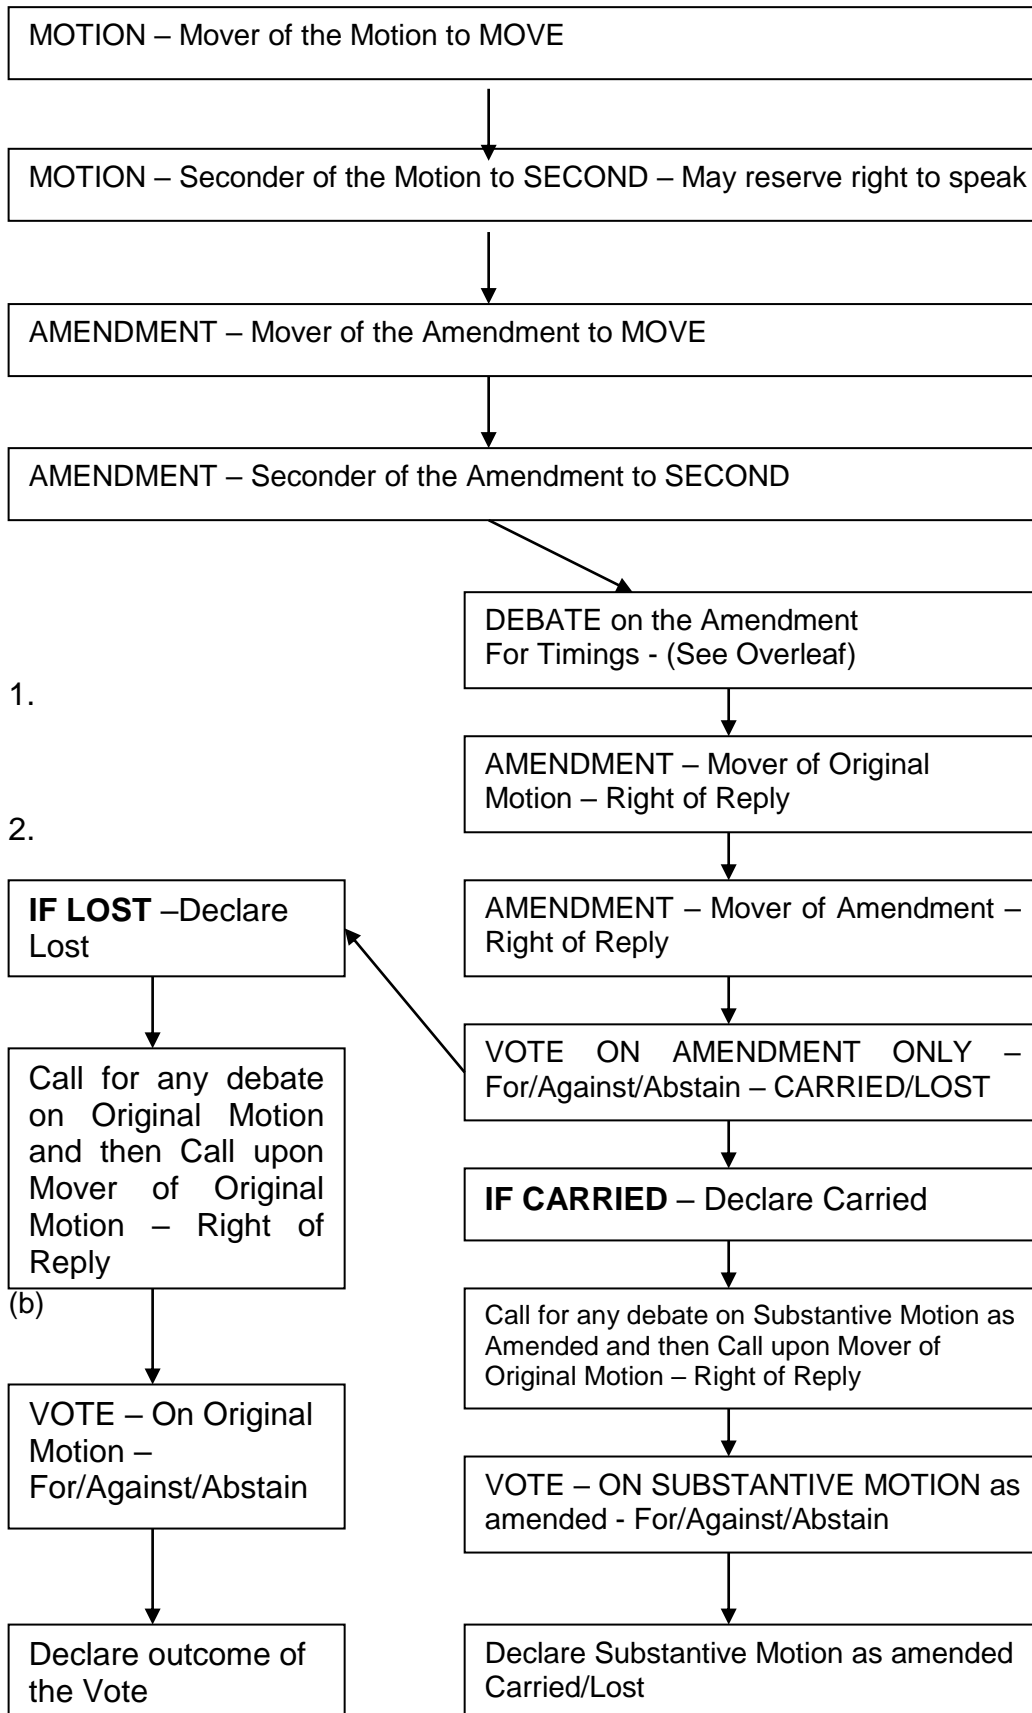 MOTION – Mover of the Motion to MOVE
MOTION – Seconder of the Motion to SECOND – May reserve right to speak
AMENDMENT – Mover of the Amendment to MOVE
AMENDMENT – Seconder of the Amendment to SECOND
DEBATE on the Amendment
For Timings - (See Overleaf)
1.
AMENDMENT – Mover of Original
Motion – Right of Reply
2.
AMENDMENT – Mover of Amendment –
Right of Reply
VOTE ON AMENDMENT ONLY –
For/Against/Abstain – CARRIED/LOST
IF LOST –Declare
Lost
Call for any debate
on Original Motion
and then Call upon
Mover of Original
Motion – Right of
Reply
(b)
VOTE – On Original
Motion –
For/Against/Abstain
Declare outcome of
the Vote
IF CARRIED – Declare Carried
Call for any debate on Substantive Motion as
Amended and then Call upon Mover of
Original Motion – Right of Reply
VOTE – ON SUBSTANTIVE MOTION as
amended - For/Against/Abstain
Declare Substantive Motion as amended
Carried/Lost